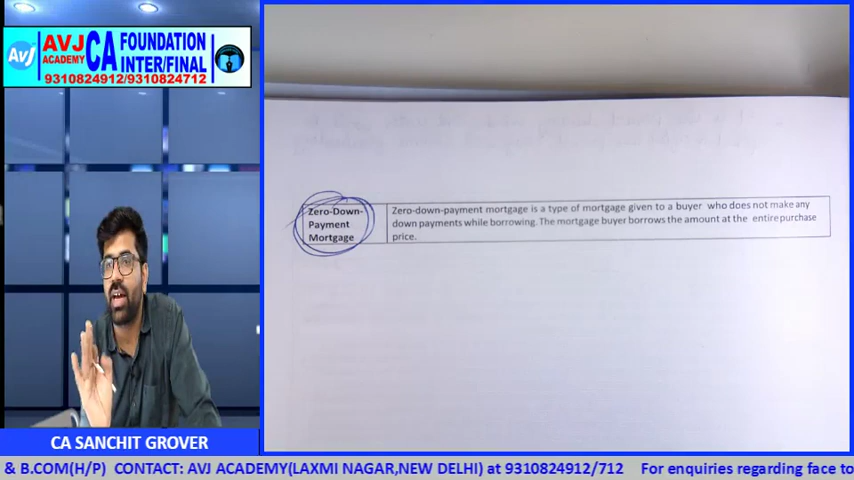 AVJ
ACADEMY
CA
FOUNDATION
INTER/FINAL
9310824912/9310824712
AVJ
Zero-Down-
Payment
Mortgage
Zero-down-payment mortgage is a type of mortgage given to a buyer who does not make any
down payments while borrowing. The mortgage buyer borrows the amount at the entire purchase
price.
CA SANCHIT GROVER
& B.COM(H/P) CONTACT: AVJ ACADEMY(LAXMI NAGAR,NEW DELHI) at 9310824912/712 For enquiries regarding face to